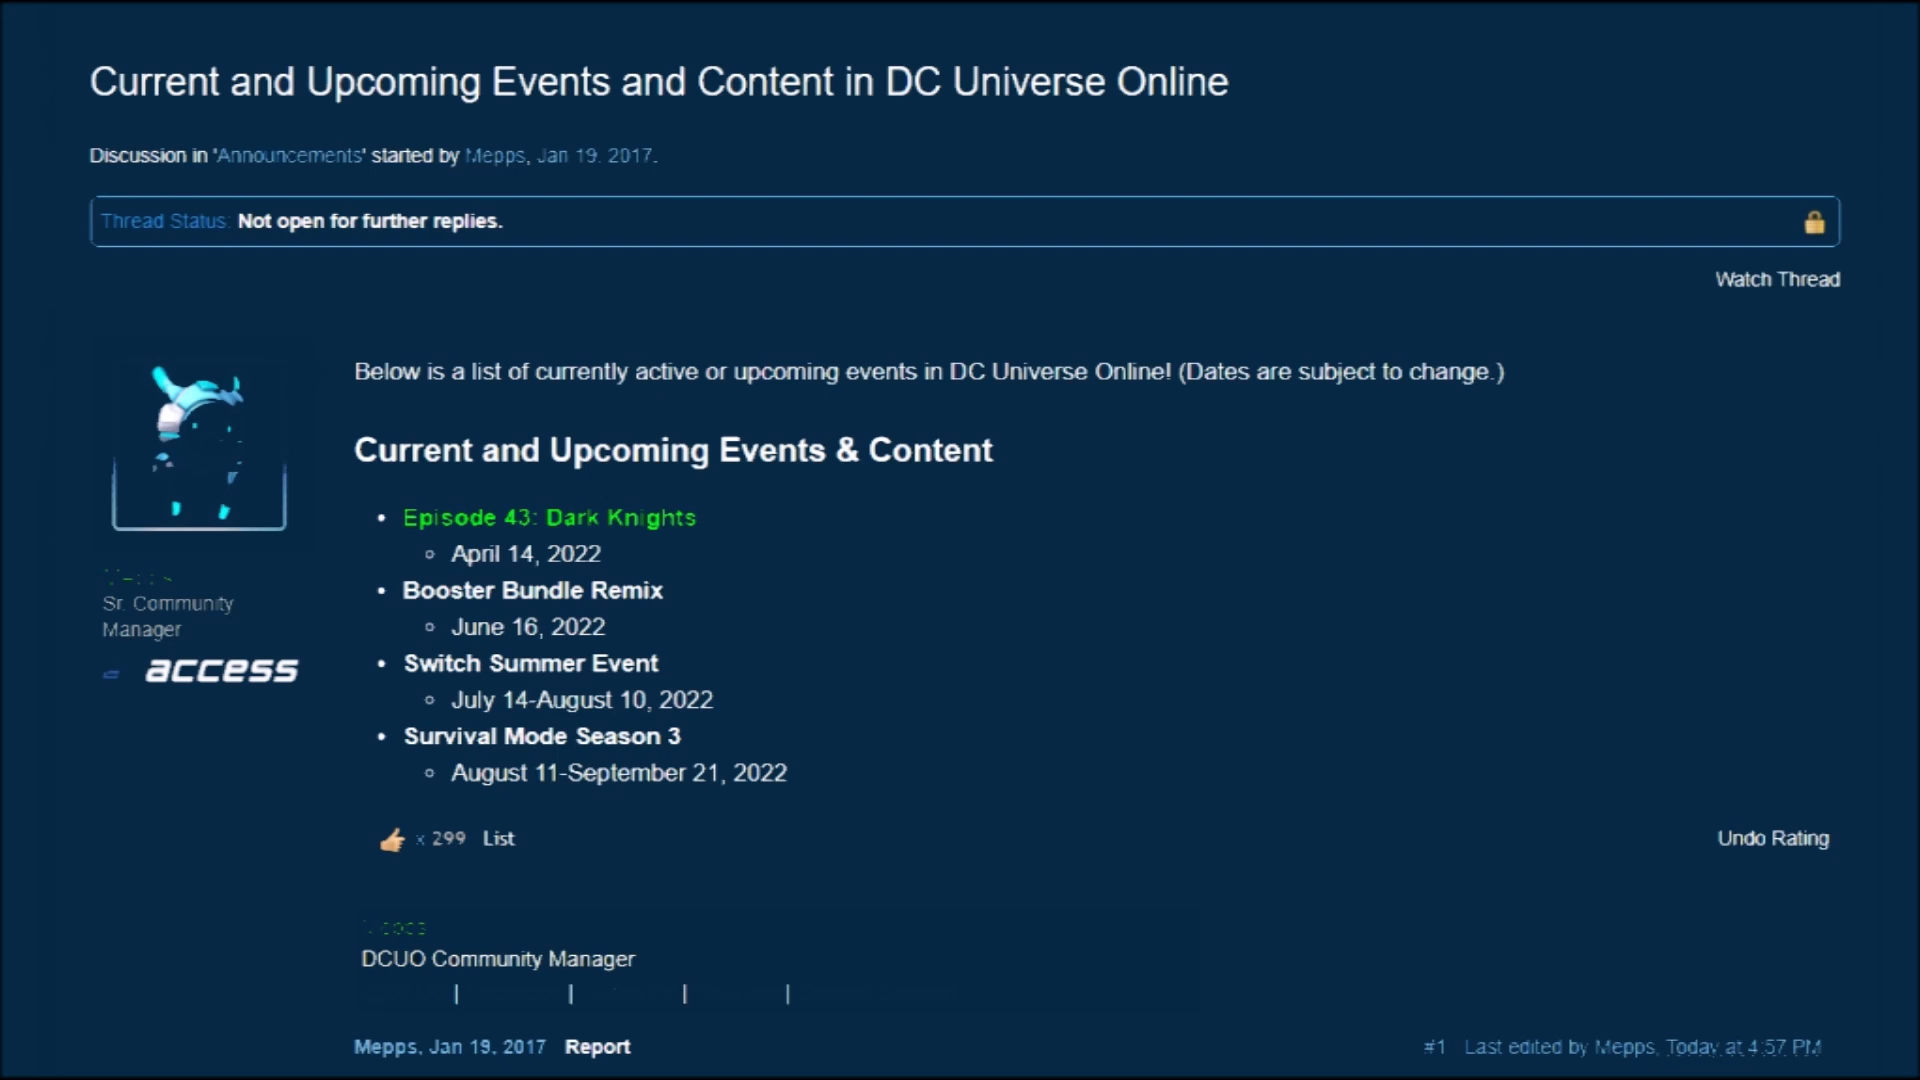 Current and Upcoming Events and Content in DC Universe Online
Discussion in 'Announcements' started by Mepps, Jan 19, 2017.
Thread Status: Not open for further replies.
Watch Thread
Below is a list of currently active or upcoming events in DC Universe Online! (Dates are subject to change.)
Current and Upcoming Events & Content
• Episode 43: Dark Knights
○ April 14, 2022
• Booster Bundle Remix
○ June 16, 2022
• Switch Summer Event
○ July 14-August 10, 2022
• Survival Mode Season 3
○ August 11-September 21, 2022
Sr. Community
Manager
access
x 299 List
Undo Rating
DCUO Community Manager
| | | |
Mepps, Jan 19, 2017 Report
#1 Last edited by Mepps, Today at 4:57 PM